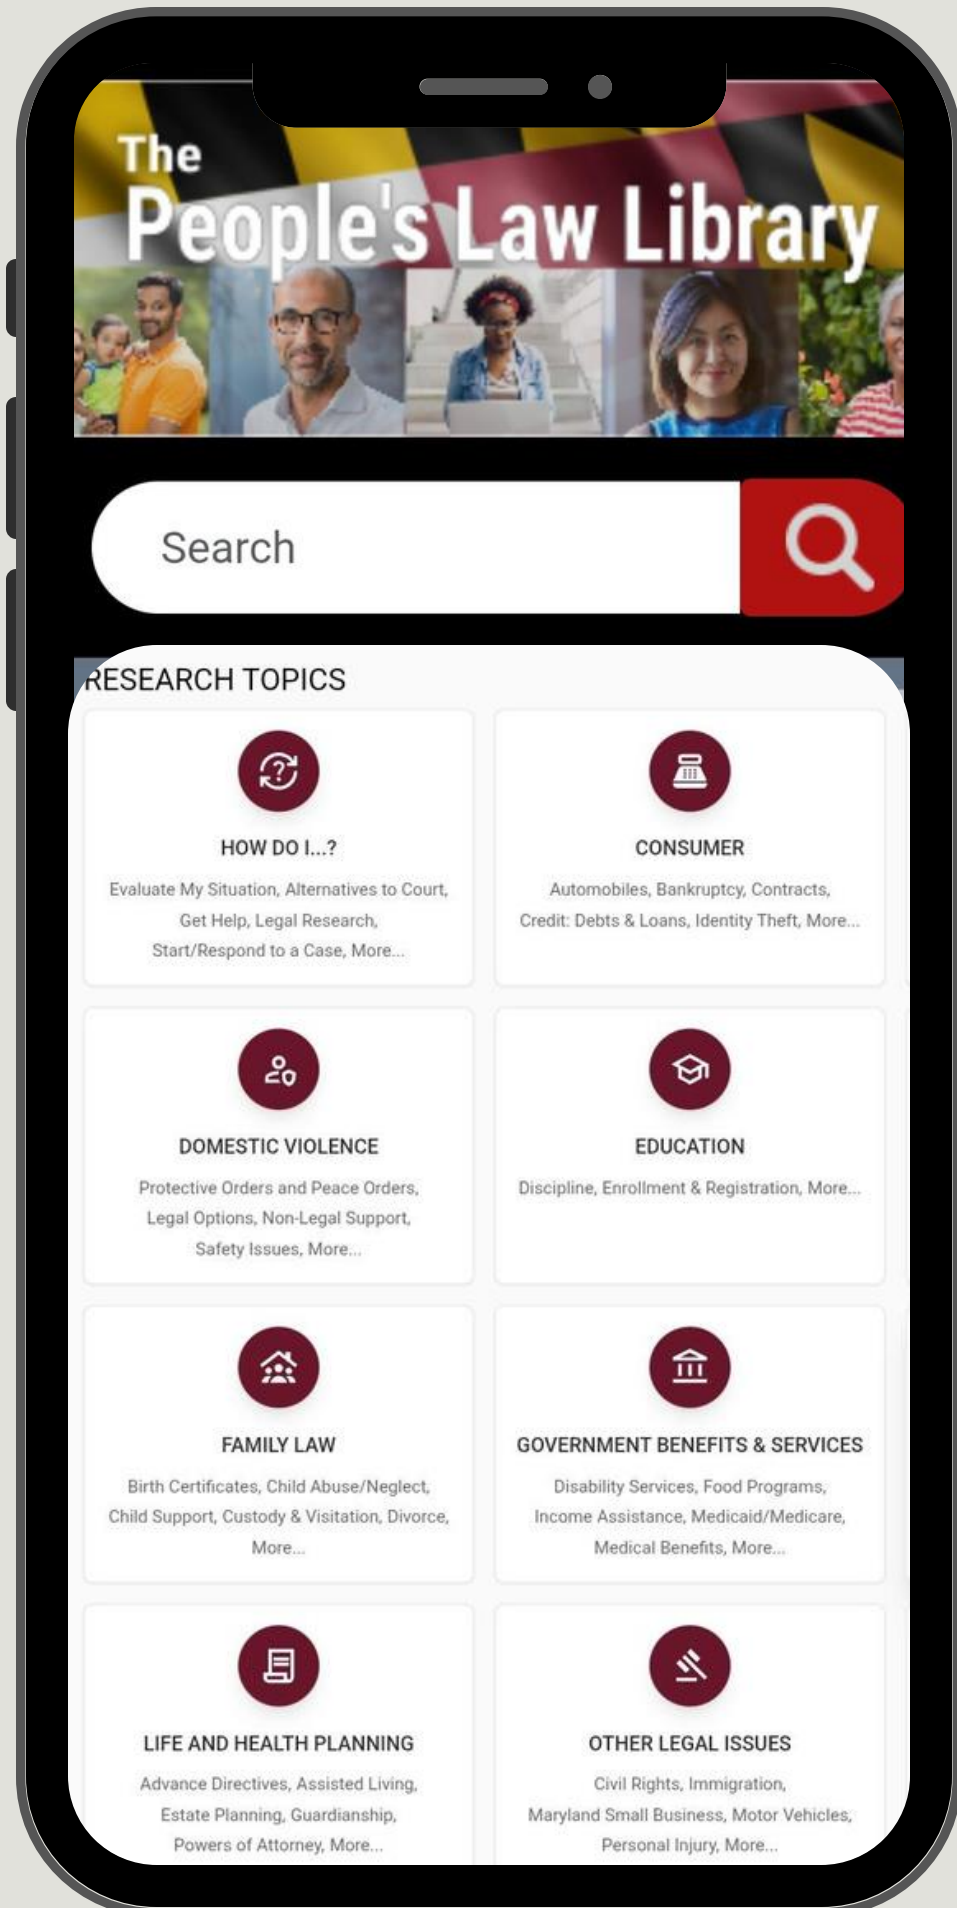 The
People's Law Library
Search
RESEARCH TOPICS
HOW DO I...?
Evaluate My Situation, Alternatives to Court,
Get Help, Legal Research,
Start/Respond to a Case, More...
CONSUMER
Automobiles, Bankruptcy, Contracts,
Credit: Debts & Loans, Identity Theft, More...
DOMESTIC VIOLENCE
Protective Orders and Peace Orders,
Legal Options, Non-Legal Support,
Safety Issues, More...
EDUCATION
Discipline, Enrollment & Registration, More...
FAMILY LAW
Birth Certificates, Child Abuse/Neglect,
Child Support, Custody & Visitation, Divorce,
More...
GOVERNMENT BENEFITS & SERVICES
Disability Services, Food Programs,
Income Assistance, Medicaid/Medicare,
Medical Benefits, More...
LIFE AND HEALTH PLANNING
Advance Directives, Assisted Living,
Estate Planning, Guardianship,
Powers of Attorney, More...
OTHER LEGAL ISSUES
Civil Rights, Immigration,
Maryland Small Business, Motor Vehicles,
Personal Injury, More...